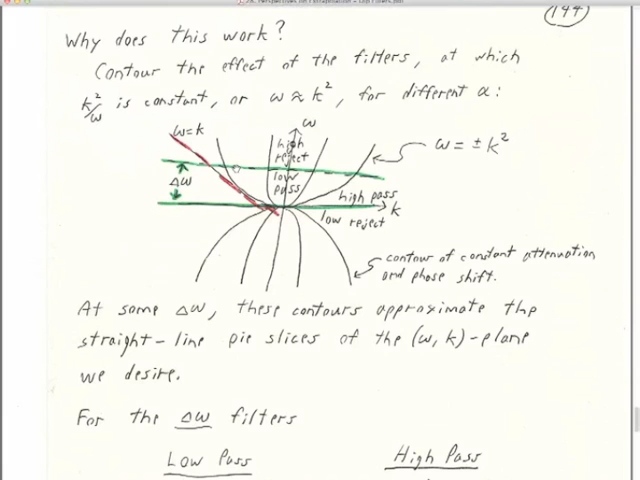 144
Why does this work?
Contour the effect of the filters, at which
k²/ω is constant, or ω ≈ k², for different α:
ω=k
ω
high
reject
low
pass
ω = ± k²
Δω
high pass
k
low reject
contour of constant attenuation
and phase shift.
At some Δω, these contours approximate the
straight-line pie slices of the (ω, k)-plane
we desire.
For the Δω filters
Low Pass
High Pass